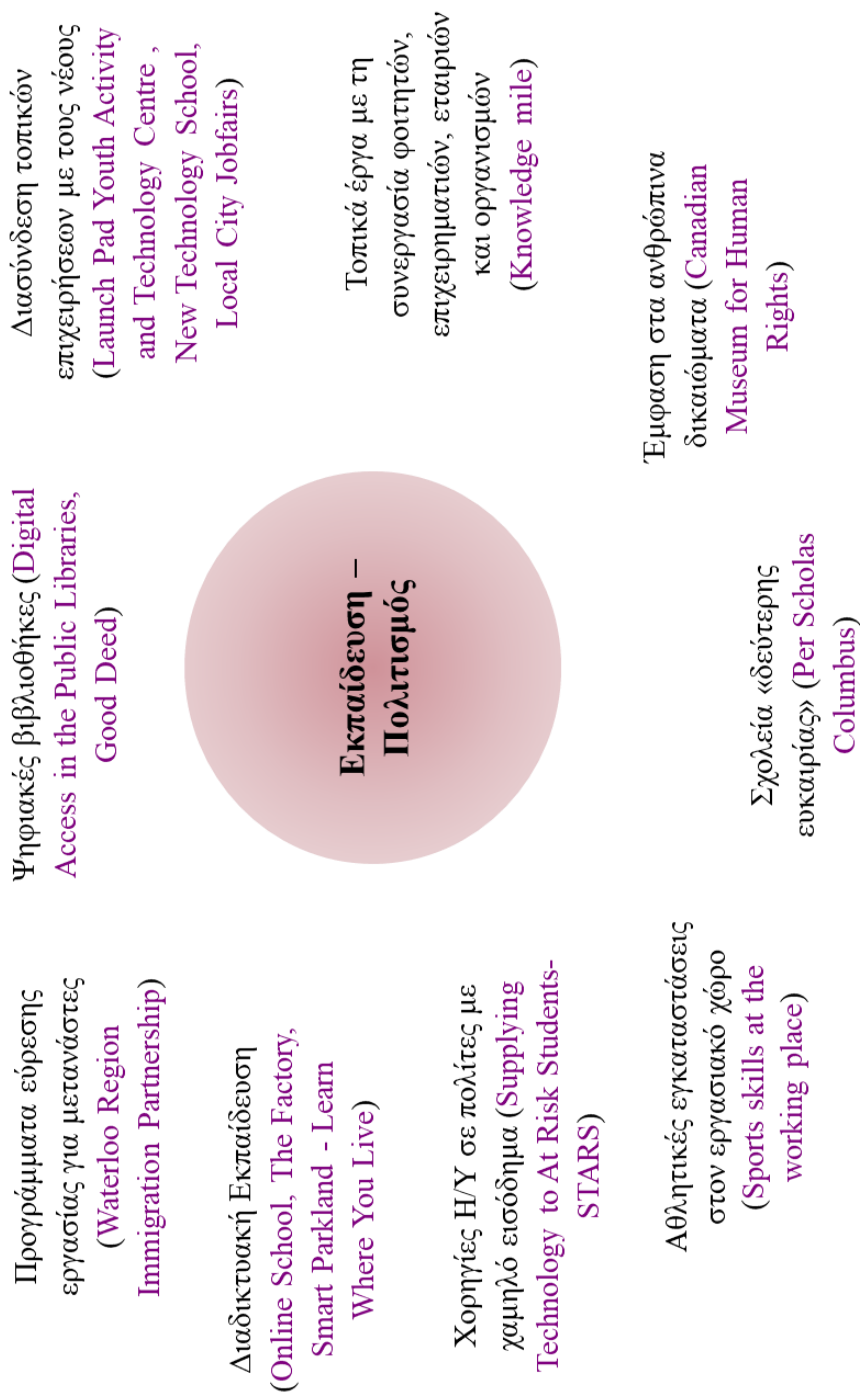 Προγράμματα εύρεσης
εργασίας για μετανάστες
(Waterloo Region
Immigration Partnership)
Ψηφιακές βιβλιοθήκες (Digital
Access in the Public Libraries,
Good Deed)
Διασύνδεση τοπικών
επιχειρήσεων με τους νέους
(Launch Pad Youth Activity
and Technology Centre ,
New Technology School,
Local City Jobfairs)
Διαδικτυακή Εκπαίδευση
(Online School, The Factory,
Smart Parkland - Learn
Where You Live)
Εκπαίδευση –
Πολιτισμός
Τοπικά έργα με τη
συνεργασία φοιτητών,
επιχειρηματιών, εταιριών
και οργανισμών
(Knowledge mile)
Χορηγίες Η/Υ σε πολίτες με
χαμηλό εισόδημα (Supplying
Technology to At Risk Students-
STARS)
Έμφαση στα ανθρώπινα
δικαιώματα (Canadian
Museum for Human
Rights)
Αθλητικές εγκαταστάσεις
στον εργασιακό χώρο
(Sports skills at the
working place)
Σχολεία «δεύτερης
ευκαιρίας» (Per Scholas
Columbus)